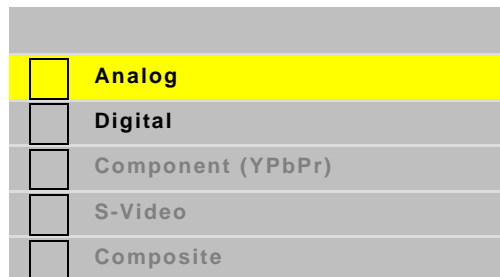 Analog
Digital
Component (YPbPr)
S-Video
Composite